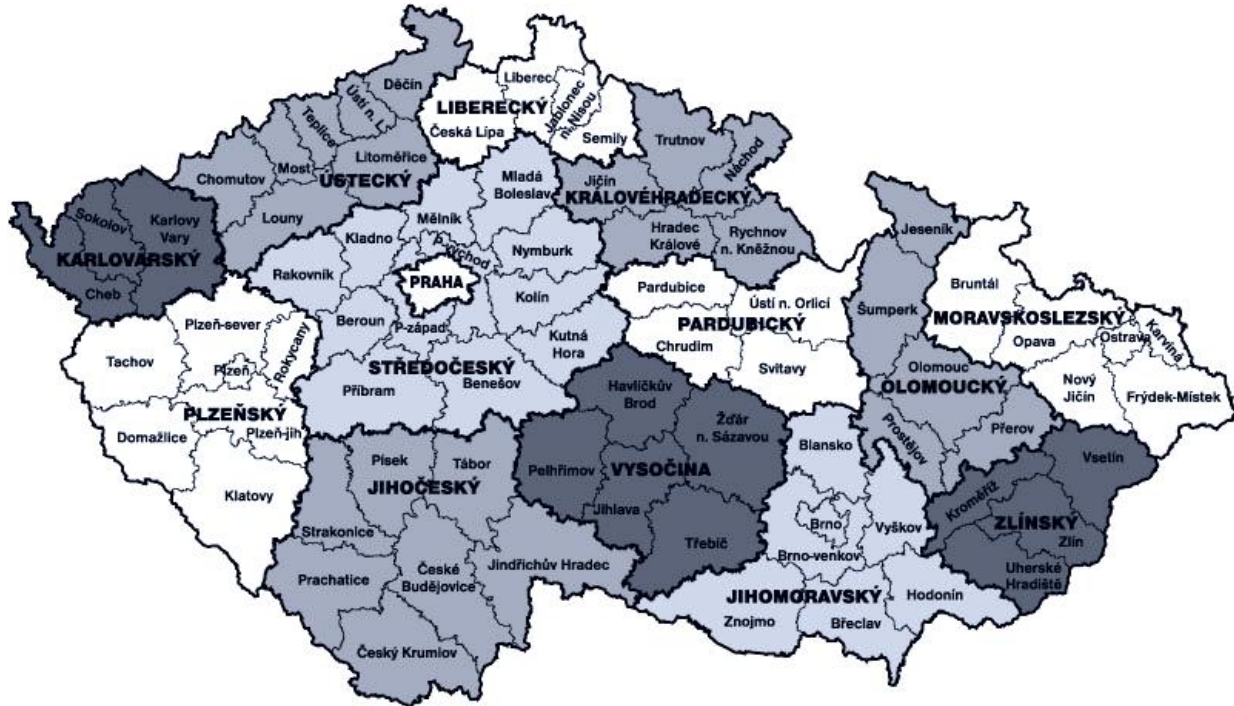 Děčín
Ústí n. L.
Teplice
Most
Chomutov
Litoměřice
ÚSTECKÝ
Louny
Liberec
Jablonec
n. Nisou
LIBERECKÝ
Česká Lípa
Semily
Trutnov
Náchod
Jičín
KRÁLOVÉHRADECKÝ
Hradec
Králové
Rychnov
n. Kněžnou
Sokolov
Karlovy
Vary
KARLOVARSKÝ
Cheb
Mladá
Boleslav
Mělník
Kladno
P-východ
Nymburk
Rakovník
PRAHA
Kolín
Beroun
P-západ
Kutná
Hora
STŘEDOČESKÝ
Příbram
Benešov
Plzeň-sever
Rokycany
Tachov
Plzeň
PLZEŇSKÝ
Domažlice
Plzeň-jih
Klatovy
Písek
Tábor
JIHOČESKÝ
Strakonice
Prachatice
České
Budějovice
Jindřichův Hradec
Český Krumlov
Pardubice
Ústí n. Orlicí
PARDUBICKÝ
Chrudim
Svitavy
Havlíčkův
Brod
Žďár
n. Sázavou
Pelhřimov
VYSOČINA
Jihlava
Třebíč
Blansko
Brno
Vyškov
Brno-venkov
JIHOMORAVSKÝ
Hodonín
Znojmo
Břeclav
Jeseník
Šumperk
Olomouc
OLOMOUCKÝ
Prostějov
Přerov
Bruntál
MORAVSKOSLEZSKÝ
Opava
Ostrava
Karviná
Nový
Jičín
Frýdek-Místek
Vsetín
Kroměříž
ZLÍNSKÝ
Zlín
Uherské
Hradiště